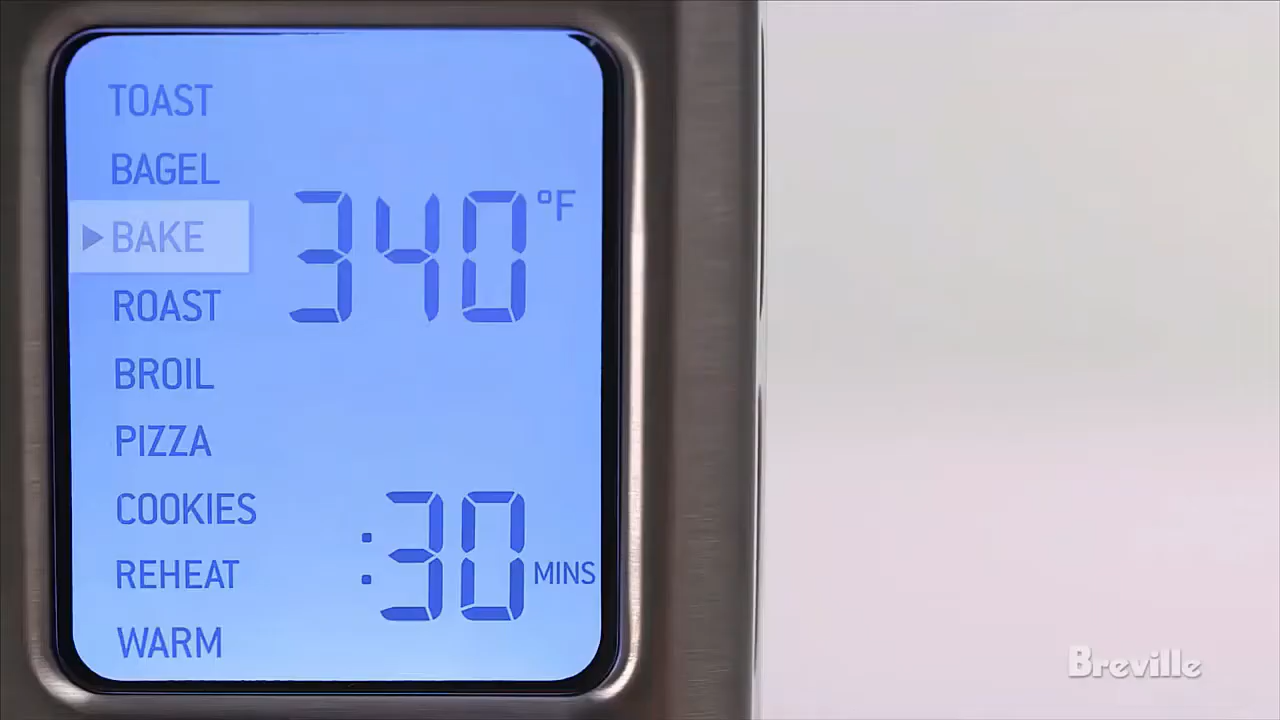 TOAST
BAGEL
▶ BAKE
340 °F
ROAST
BROIL
PIZZA
COOKIES
REHEAT
:30 MINS
WARM
Breville